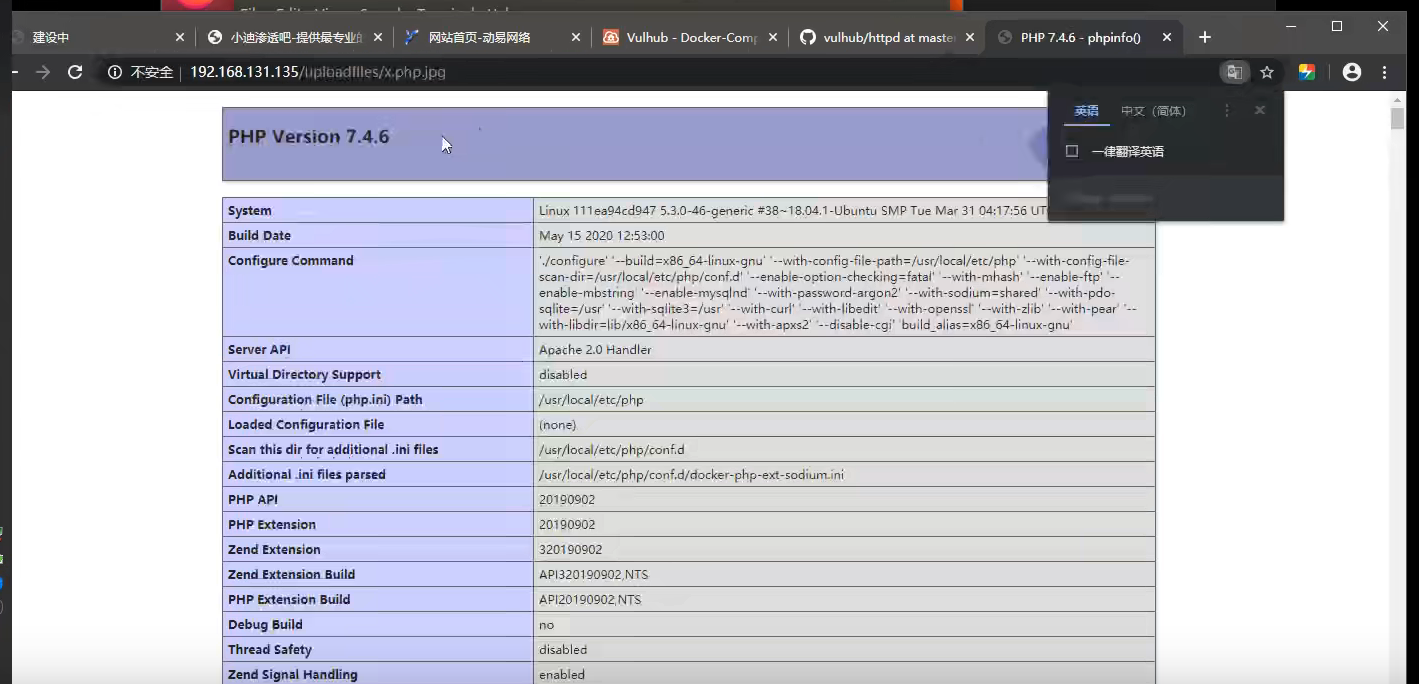 建设中
小迪渗透吧-提供最专业的
网站首页-动易网络
Vulhub - Docker-Comp
vulhub/httpd at master
PHP 7.4.6 - phpinfo()
不安全 | 192.168.131.135/uploadfiles/x.php.jpg
英语 中文（简体）
一律翻译英语
PHP Version 7.4.6
System Linux 111ea94cd947 5.3.0-46-generic #38~18.04.1-Ubuntu SMP Tue Mar 31 04:17:56 UT
Build Date May 15 2020 12:53:00
Configure Command './configure' '--build=x86_64-linux-gnu' '--with-config-file-path=/usr/local/etc/php' '--with-config-file-
scan-dir=/usr/local/etc/php/conf.d' '--enable-option-checking=fatal' '--with-mhash' '--enable-ftp' '--
enable-mbstring' '--enable-mysqlnd' '--with-password-argon2' '--with-sodium=shared' '--with-pdo-
sqlite=/usr' '--with-sqlite3=/usr' '--with-curl' '--with-libedit' '--with-openssl' '--with-zlib' '--with-pear' '--
with-libdir=lib/x86_64-linux-gnu' '--with-apxs2' '--disable-cgi' 'build_alias=x86_64-linux-gnu'
Server API Apache 2.0 Handler
Virtual Directory Support disabled
Configuration File (php.ini) Path /usr/local/etc/php
Loaded Configuration File (none)
Scan this dir for additional .ini files /usr/local/etc/php/conf.d
Additional .ini files parsed /usr/local/etc/php/conf.d/docker-php-ext-sodium.ini
PHP API 20190902
PHP Extension 20190902
Zend Extension 320190902
Zend Extension Build API320190902,NTS
PHP Extension Build API20190902,NTS
Debug Build no
Thread Safety disabled
Zend Signal Handling enabled